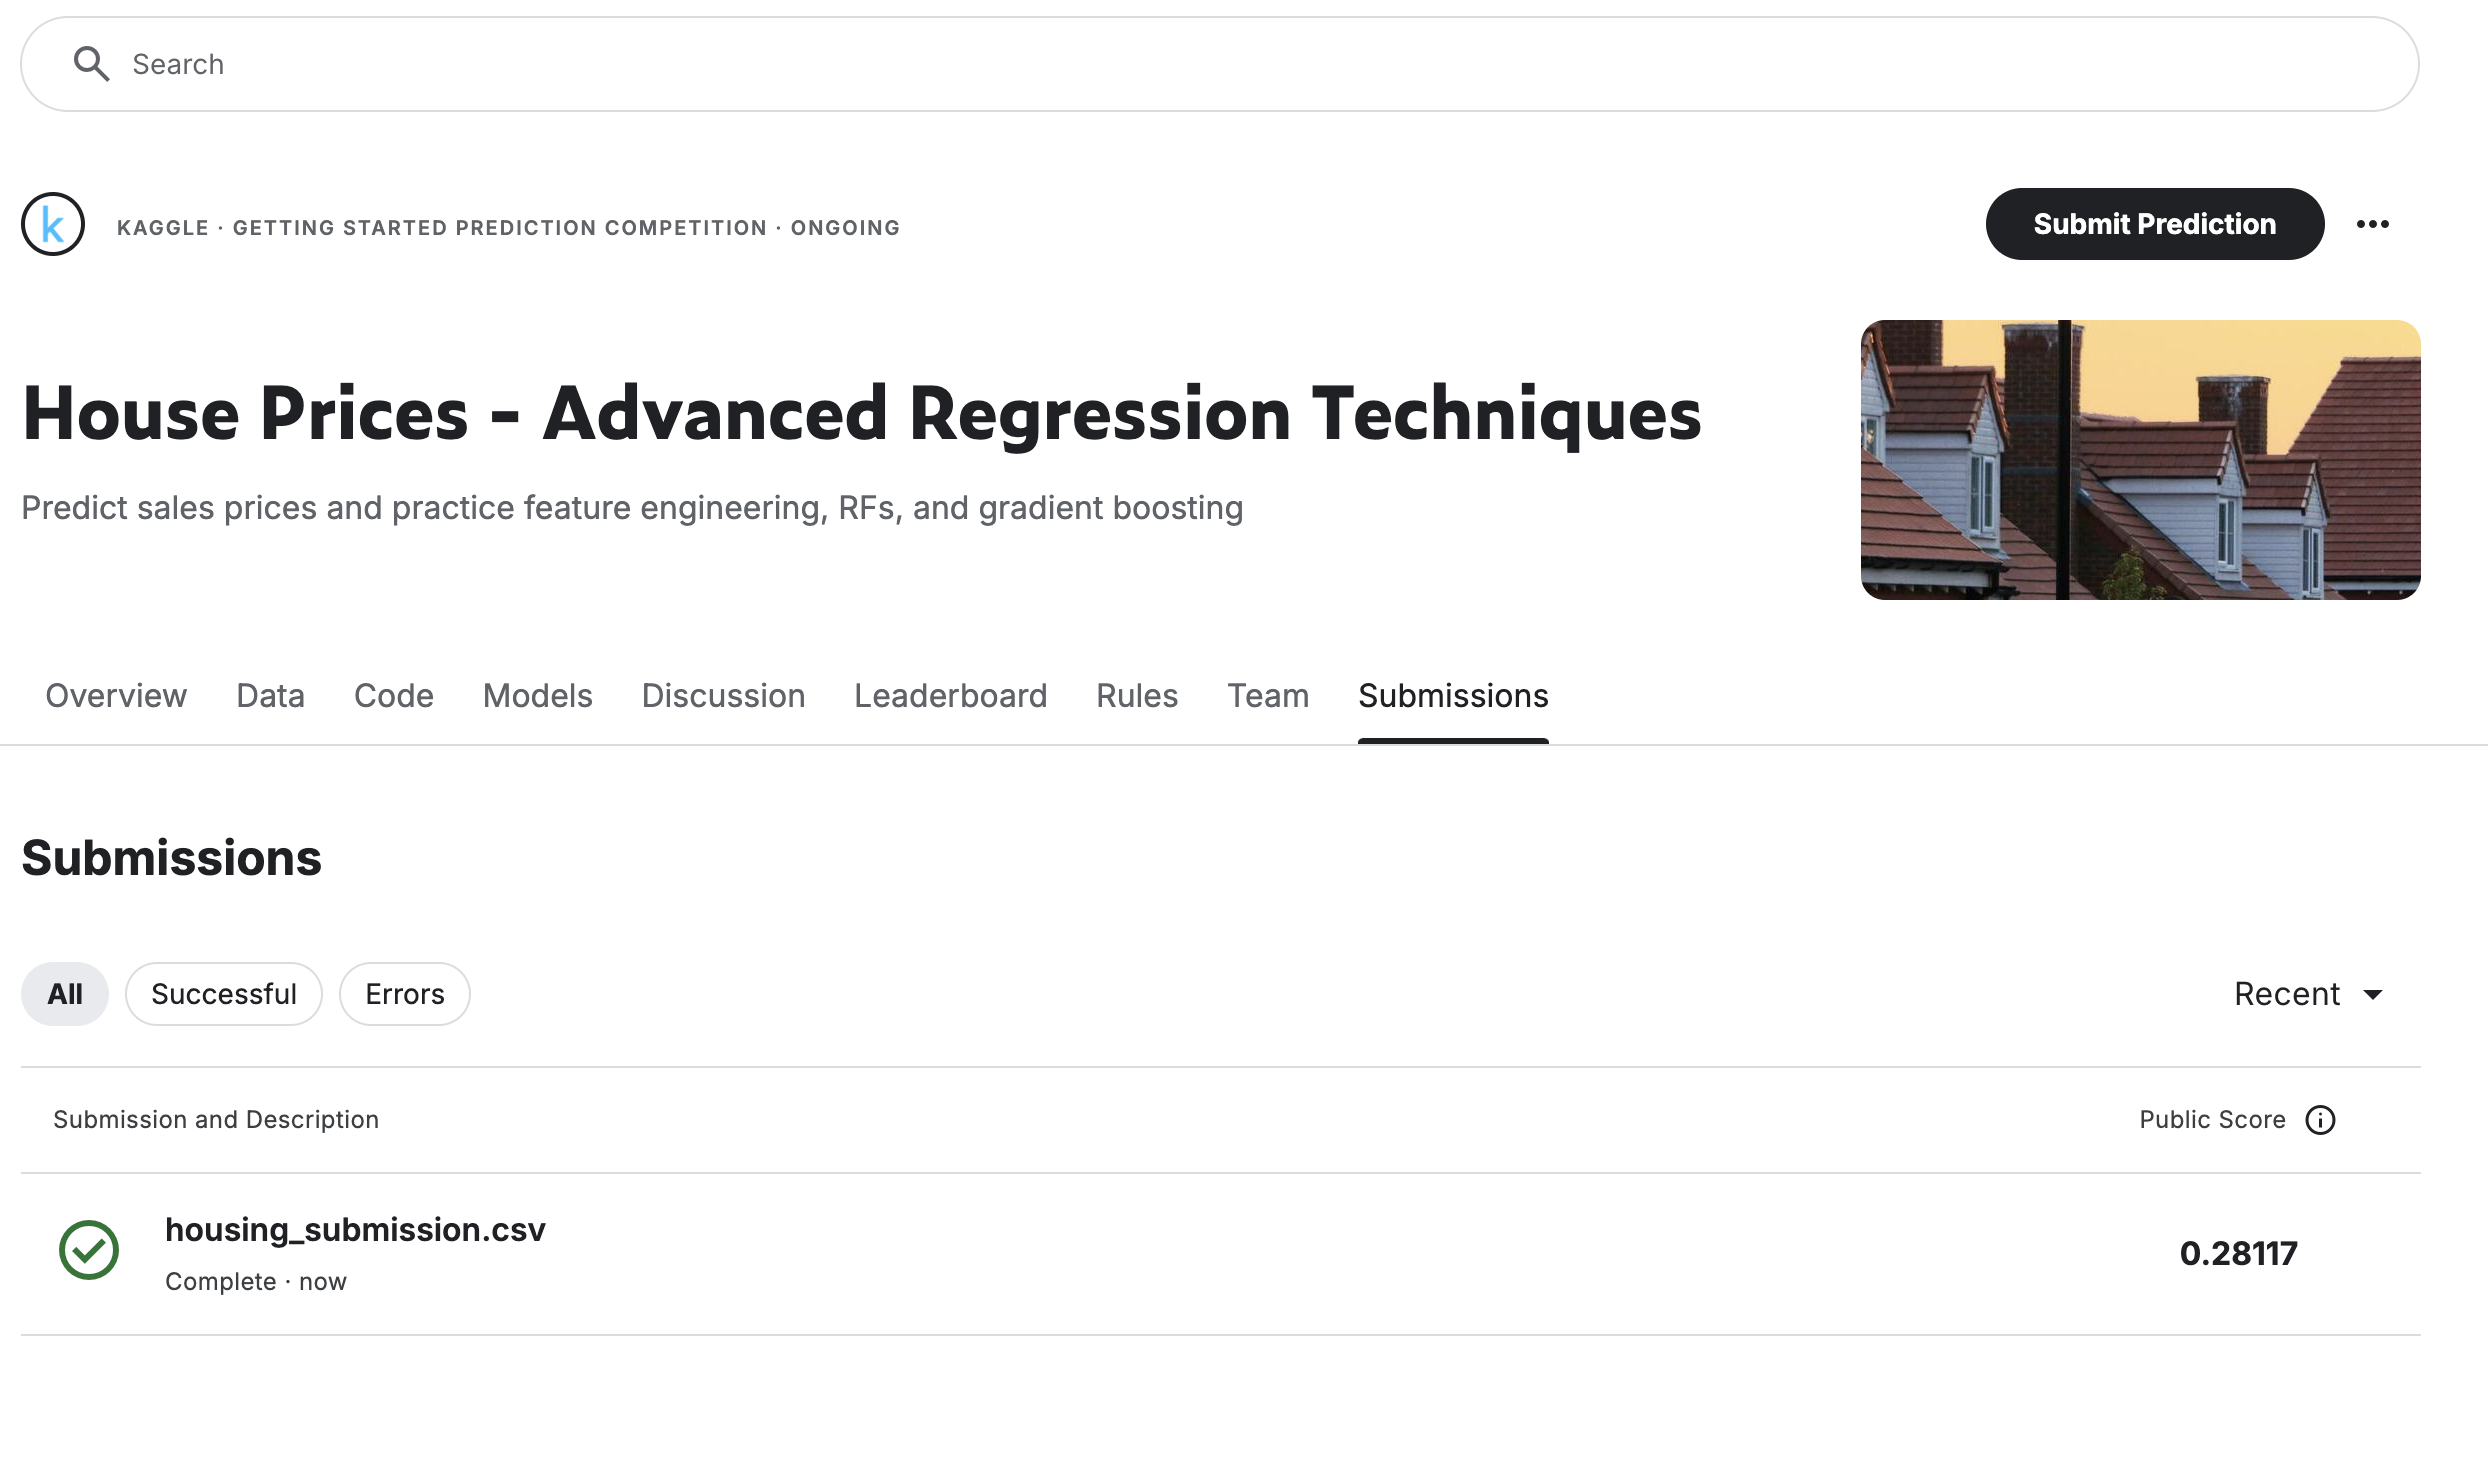 Search
k
KAGGLE · GETTING STARTED PREDICTION COMPETITION · ONGOING
Submit Prediction
House Prices - Advanced Regression Techniques
Predict sales prices and practice feature engineering, RFs, and gradient boosting
Overview Data Code Models Discussion Leaderboard Rules Team Submissions
Submissions
All Successful Errors Recent
Submission and Description Public Score
housing_submission.csv
Complete · now
0.28117